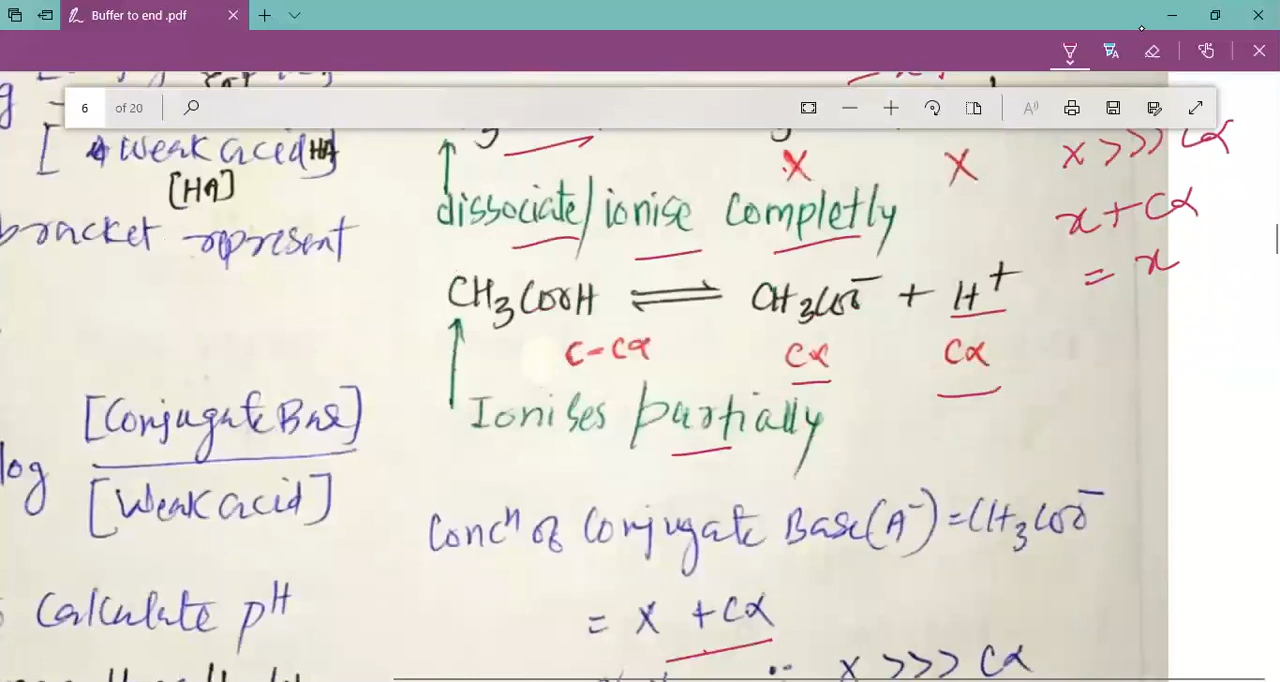 Buffer to end .pdf
6 of 20
[Weak acid]
[HA]
bracket represent
[Conjugate Base]
log
[Weak acid]
Calculate pH
X X
dissociate/ionise Completly
CH3COOH ⇌ CH3COO⁻ + H⁺
C-Cα Cα Cα
Ionises partially
Concⁿ of Conjugate Base(A⁻)=CH3COO⁻
= X + Cα
∵ X >>> Cα
x >>> Cα
x + Cα
= x